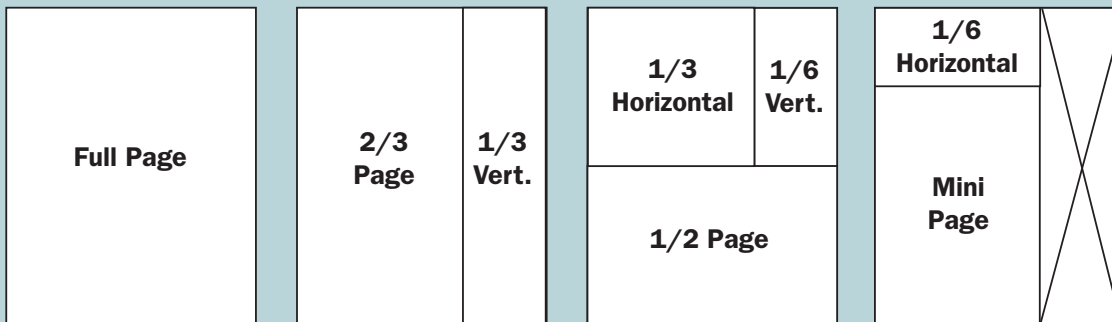 Full Page
2/3
Page
1/3
Vert.
1/3
Horizontal
1/6
Vert.
1/2 Page
1/6
Horizontal
Mini
Page